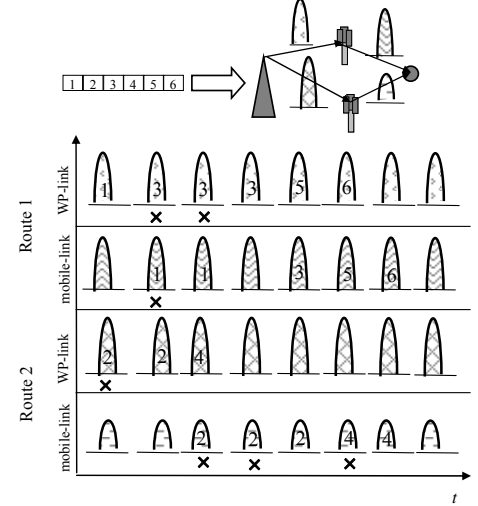 1 2 3 4 5 6
Route 1
WP-link
1 3 3 3 5 6
mobile-link
1 1 3 5 6
Route 2
WP-link
2 2 4
mobile-link
2 2 2 4 4
t